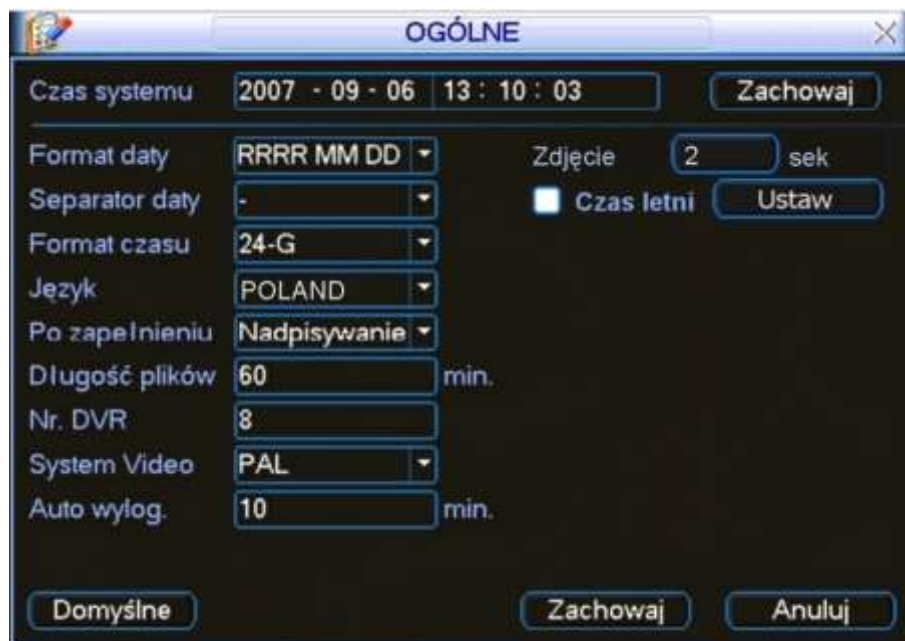 OGÓLNE
Czas systemu 2007 - 09 - 06 13 : 10 : 03 Zachowaj
Format daty RRRR MM DD Zdjęcie 2 sek
Separator daty - Czas letni Ustaw
Format czasu 24-G
Język POLAND
Po zapełnieniu Nadpisywanie
Długość plików 60 min.
Nr. DVR 8
System Video PAL
Auto wylog. 10 min.
Domyślne Zachowaj Anuluj